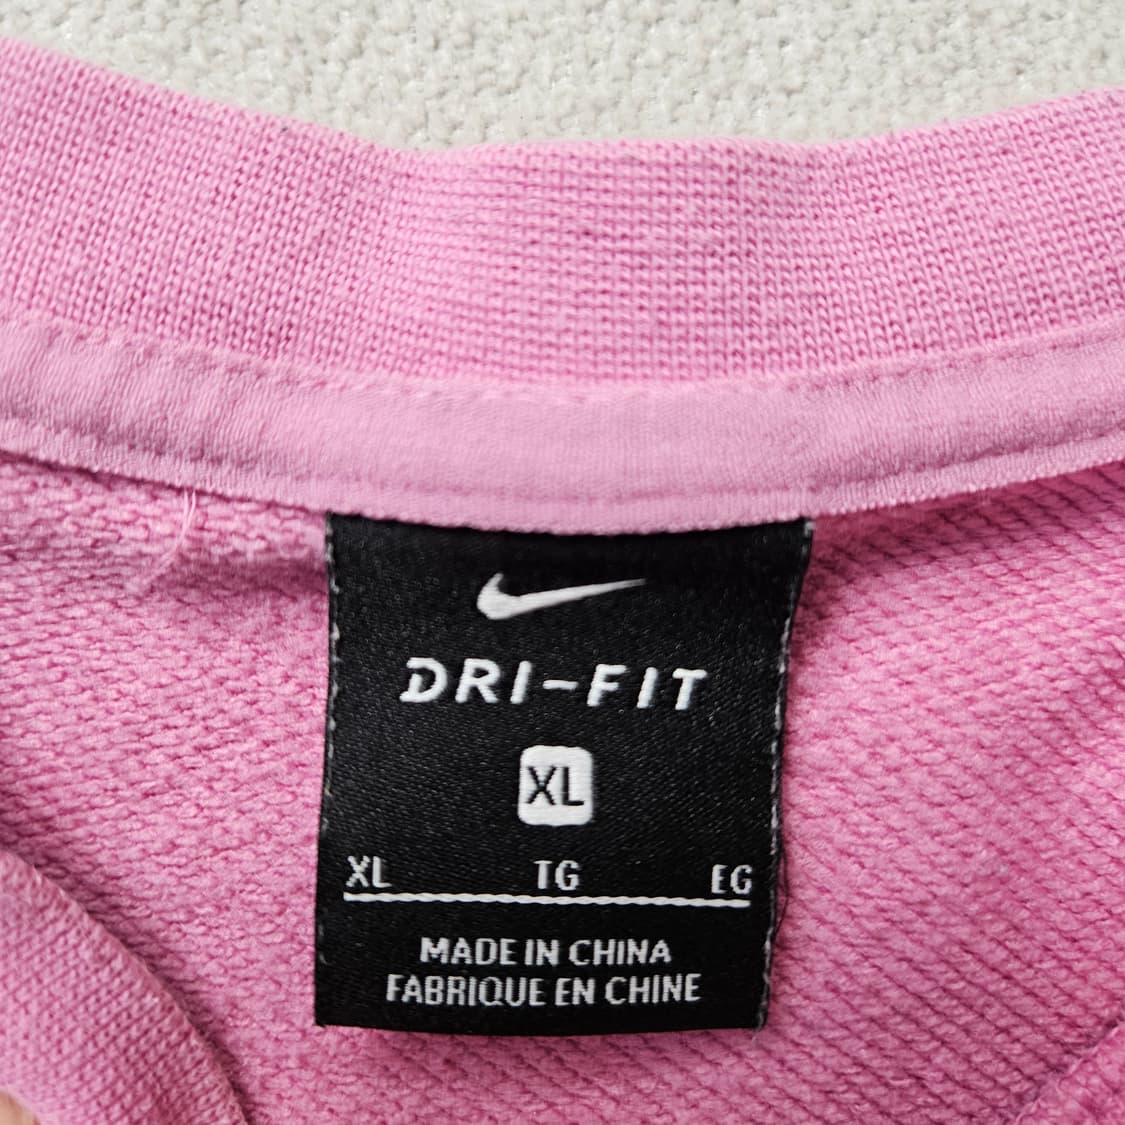 DRI-FIT
XL
XL TG EG
MADE IN CHINA
FABRIQUE EN CHINE